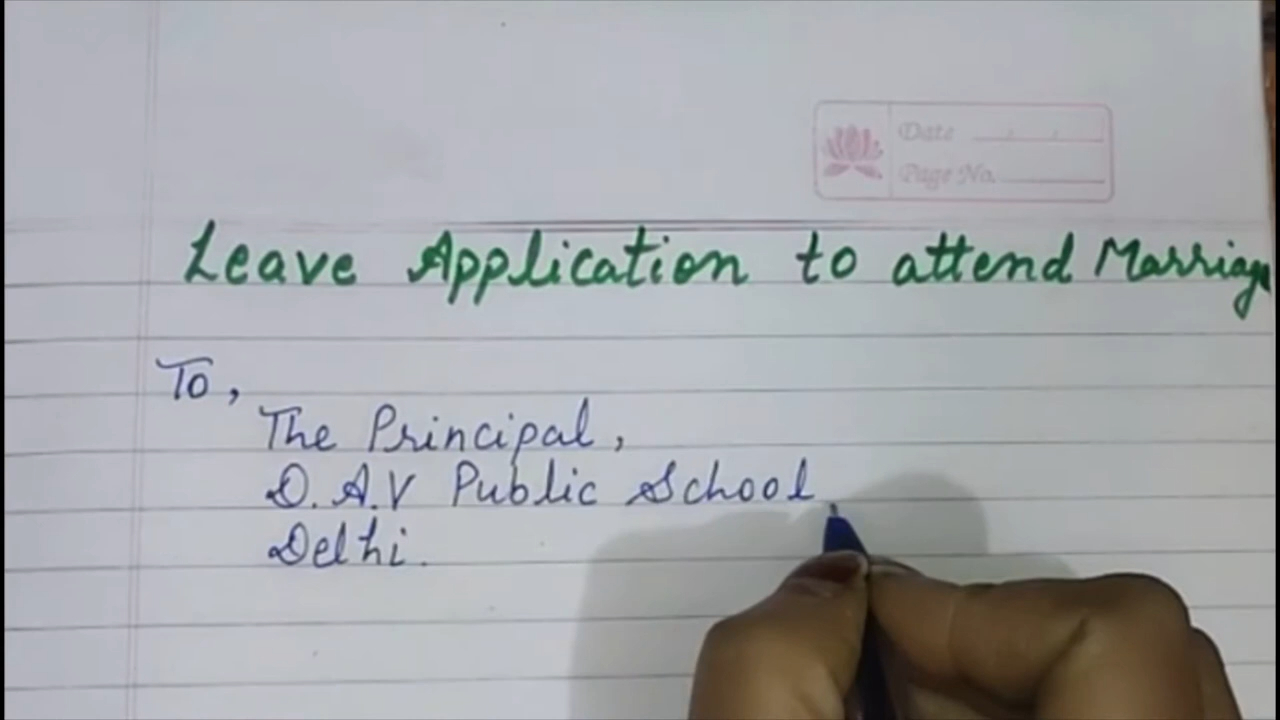 Date
Page No.
Leave Application to attend Marriage
To,
The Principal,
D.A.V Public School
Delhi.